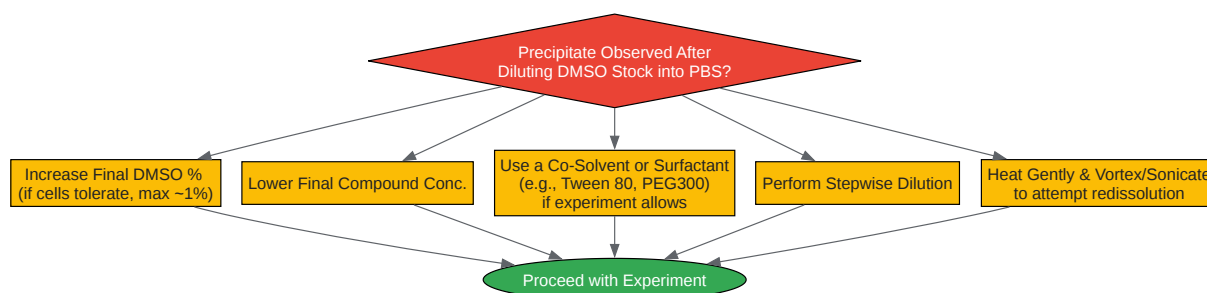 Precipitate Observed After
Diluting DMSO Stock into PBS?
Increase Final DMSO %
(if cells tolerate, max ~1%)
Lower Final Compound Conc.
Use a Co-Solvent or Surfactant
(e.g., Tween 80, PEG300)
if experiment allows
Perform Stepwise Dilution
Heat Gently & Vortex/Sonicate
to attempt redissolution
Proceed with Experiment